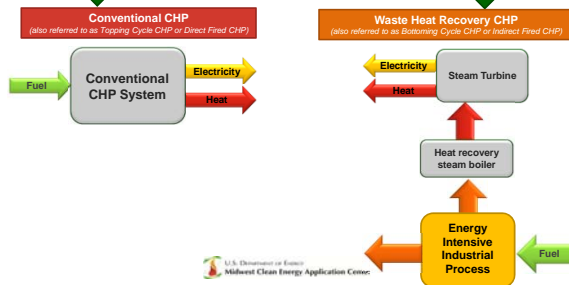 Conventional CHP
(also referred to as Topping Cycle CHP or Direct Fired CHP)
Fuel
Conventional
CHP System
Electricity
Heat
Waste Heat Recovery CHP
(also referred to as Bottoming Cycle CHP or Indirect Fired CHP)
Electricity
Heat
Steam Turbine
Heat recovery
steam boiler
Energy
Intensive
Industrial
Process
Fuel
U.S. Department of Energy
Midwest Clean Energy Application Center